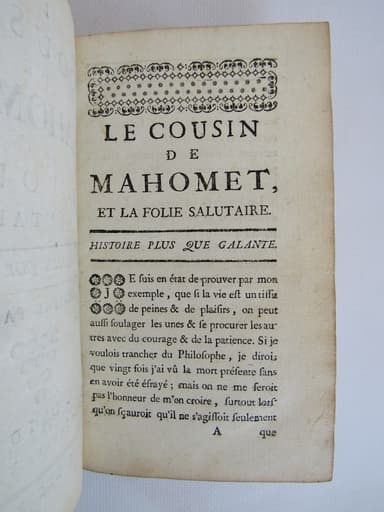 LE COUSIN
DE
MAHOMET,
ET LA FOLIE SALUTAIRE.
HISTOIRE PLUS QUE GALANTE.
JE suis en état de prouver par mon
exemple, que si la vie est un tissu
de peines & de plaisirs, on peut
aussi soulager les unes & se procurer les au-
tres avec du courage & de la patience. Si je
voulois trancher du Philosophe, je dirois
que vingt fois j'ai vû la mort présente sans
en avoir été éfrayé; mais on ne me feroit
pas l'honneur de m'en croire, surtout lors-
qu'on sçauroit qu'il ne s'agissoit seulement
A que